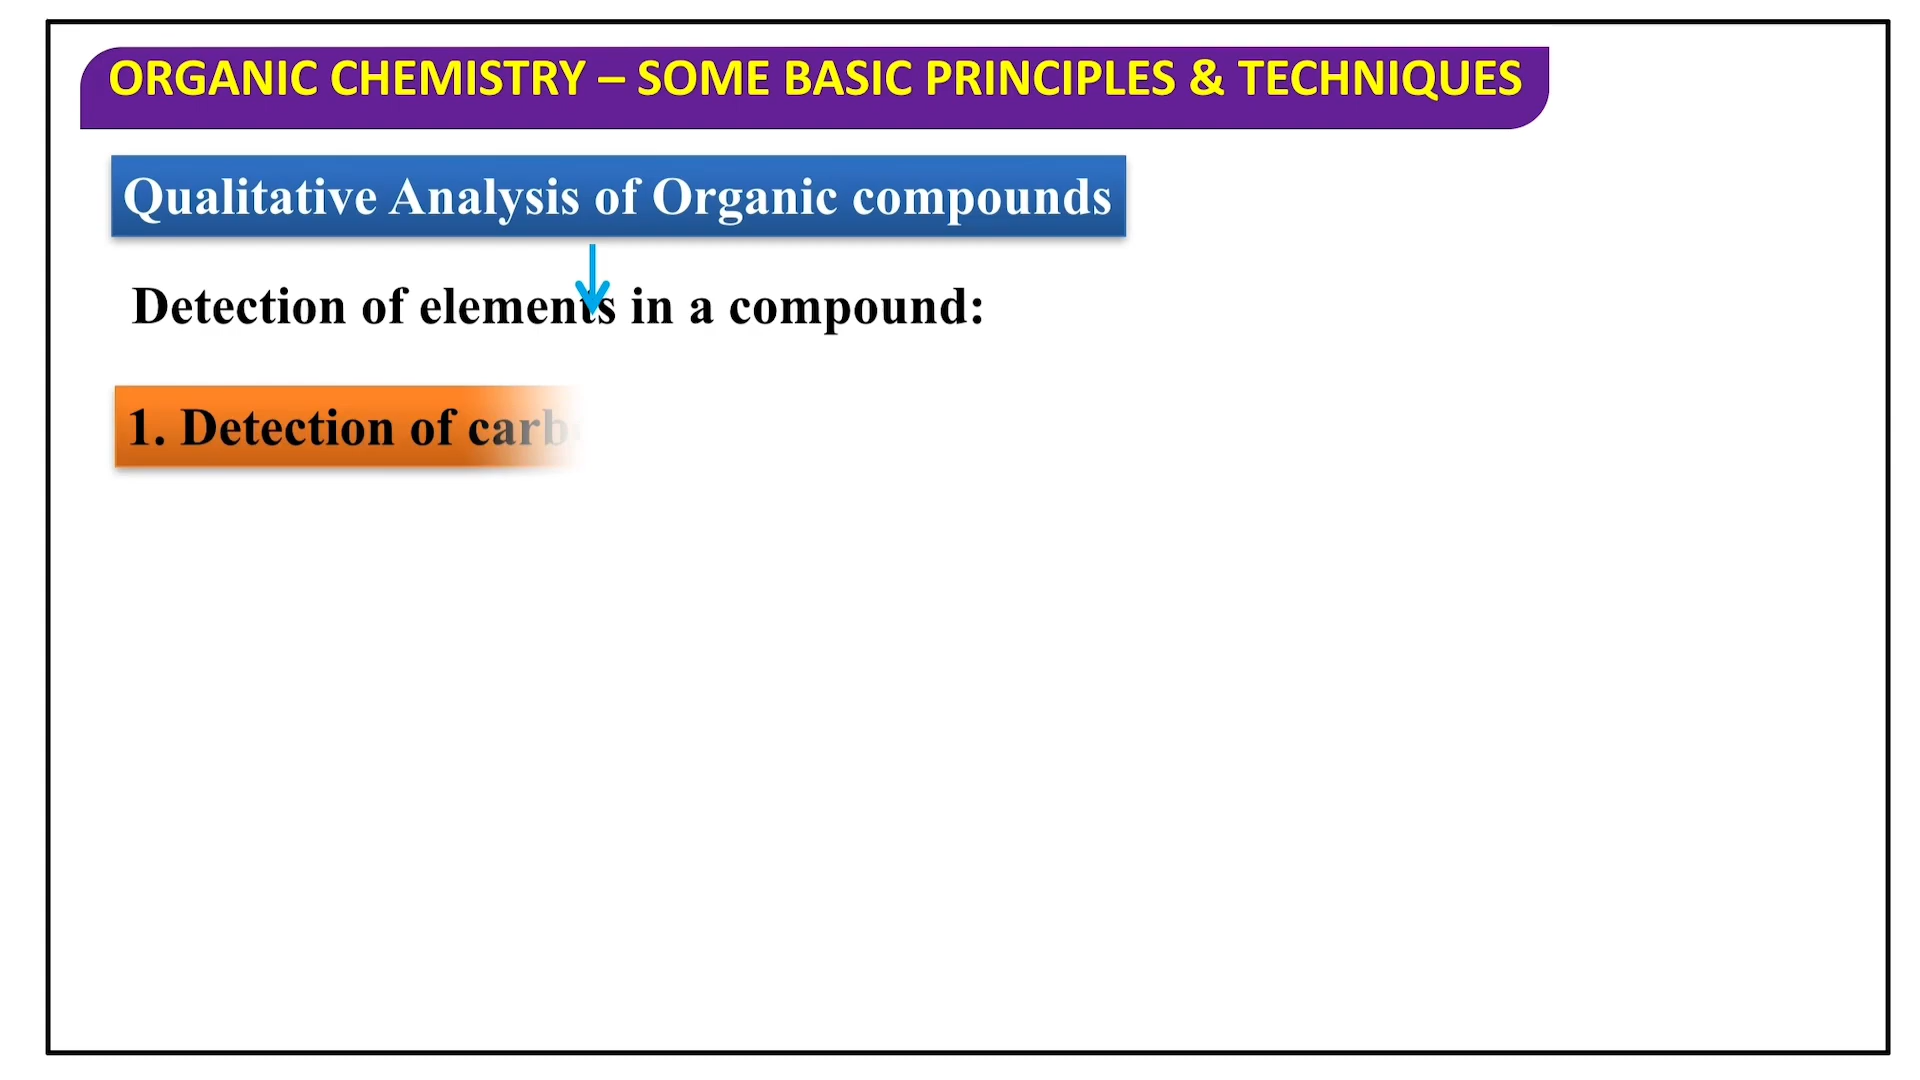 ORGANIC CHEMISTRY – SOME BASIC PRINCIPLES & TECHNIQUES
Qualitative Analysis of Organic compounds
Detection of elements in a compound:
1. Detection of carb